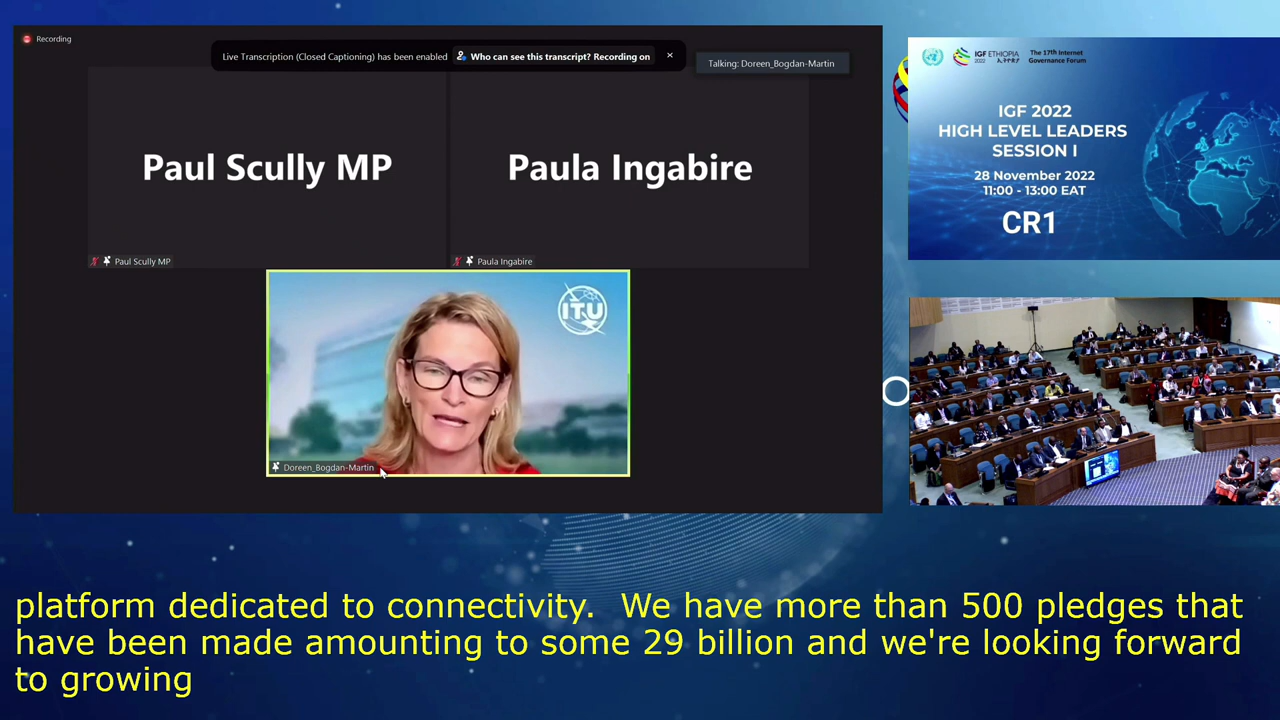 Recording
Live Transcription (Closed Captioning) has been enabled
Who can see this transcript? Recording on
Talking: Doreen_Bogdan-Martin
Paul Scully MP
Paula Ingabire
Paul Scully MP
Paula Ingabire
ITU
Doreen_Bogdan-Martin
IGF ETHIOPIA
2022 ኢትዮጵያ
The 17th Internet
Governance Forum
IGF 2022
HIGH LEVEL LEADERS
SESSION I
28 November 2022
11:00 - 13:00 EAT
CR1
platform dedicated to connectivity. We have more than 500 pledges that
have been made amounting to some 29 billion and we're looking forward
to growing